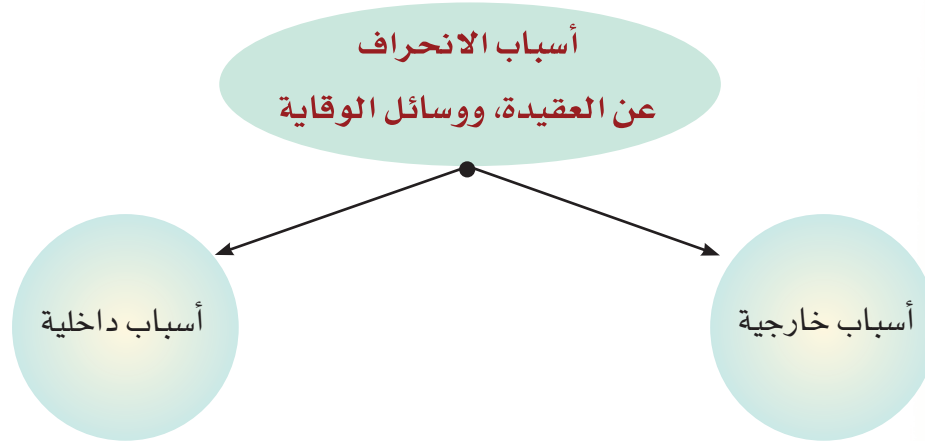 أسباب الانحراف
عن العقيدة، ووسائل الوقاية
أسباب خارجية
أسباب داخلية